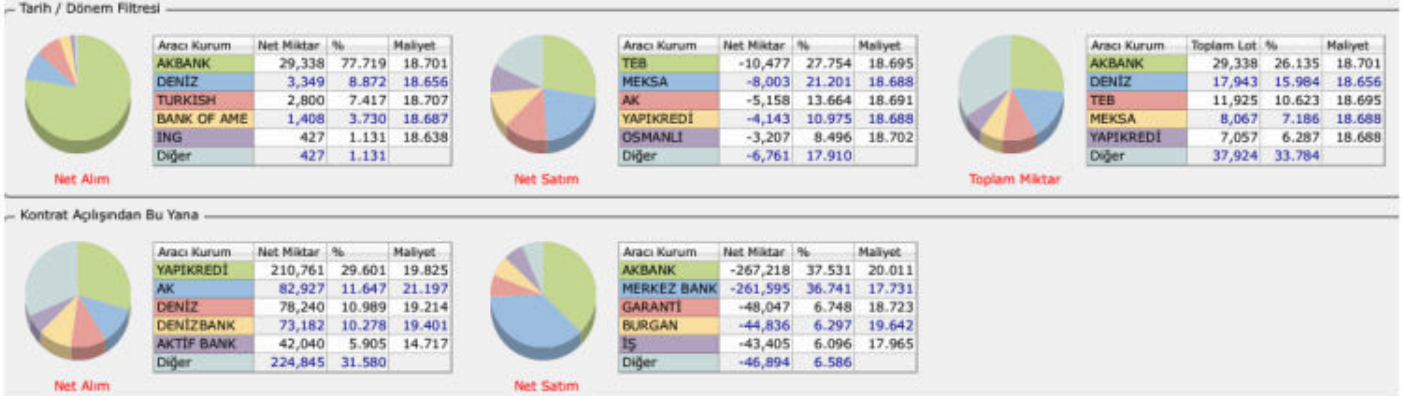 Tarih / Dönem Filtresi
Aracı Kurum Net Miktar % Maliyet
AKBANK 29,338 77.719 18.701
DENİZ 3,349 8.872 18.656
TURKISH 2,800 7.417 18.707
BANK OF AME 1,408 3.730 18.687
ING 427 1.131 18.638
Diğer 427 1.131
Net Alım
Aracı Kurum Net Miktar % Maliyet
TEB -10,477 27.754 18.695
MEKSA -8,003 21.201 18.688
AK -5,158 13.664 18.691
YAPIKREDİ -4,143 10.975 18.688
OSMANLI -3,207 8.496 18.702
Diğer -6,761 17.910
Net Satım
Aracı Kurum Toplam Lot % Maliyet
AKBANK 29,338 26.135 18.701
DENİZ 17,943 15.984 18.656
TEB 11,925 10.623 18.695
MEKSA 8,067 7.186 18.688
YAPIKREDİ 7,057 6.287 18.688
Diğer 37,924 33.784
Toplam Miktar
Kontrat Açılışından Bu Yana
Aracı Kurum Net Miktar % Maliyet
YAPIKREDİ 210,761 29.601 19.825
AK 82,927 11.647 21.197
DENİZ 78,240 10.989 19.214
DENİZBANK 73,182 10.278 19.401
AKTİF BANK 42,040 5.905 14.717
Diğer 224,845 31.580
Net Alım
Aracı Kurum Net Miktar % Maliyet
AKBANK -267,218 37.531 20.011
MERKEZ BANK -261,595 36.741 17.731
GARANTİ -48,047 6.748 18.723
BURGAN -44,836 6.297 19.642
İŞ -43,405 6.096 17.965
Diğer -46,894 6.586
Net Satım